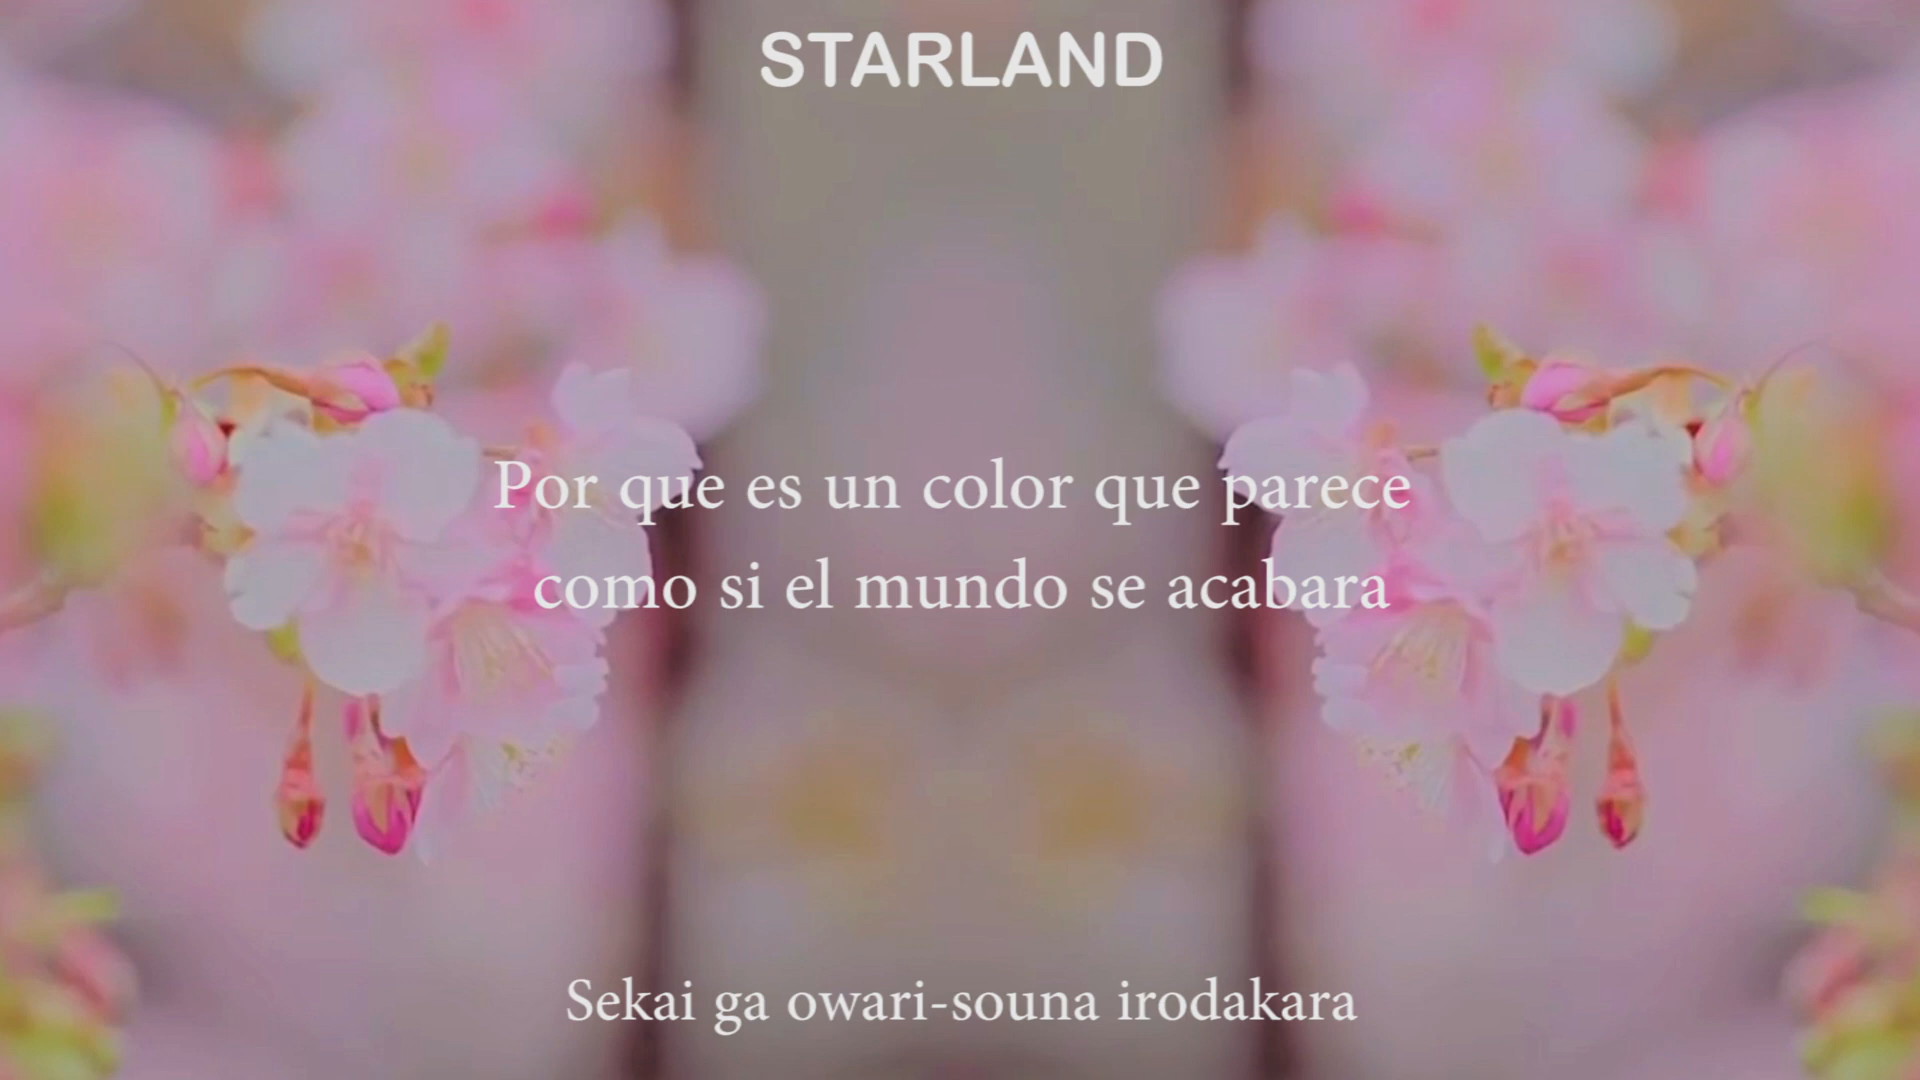 STARLAND
Por que es un color que parece
como si el mundo se acabara
Sekai ga owari-souna irodakara